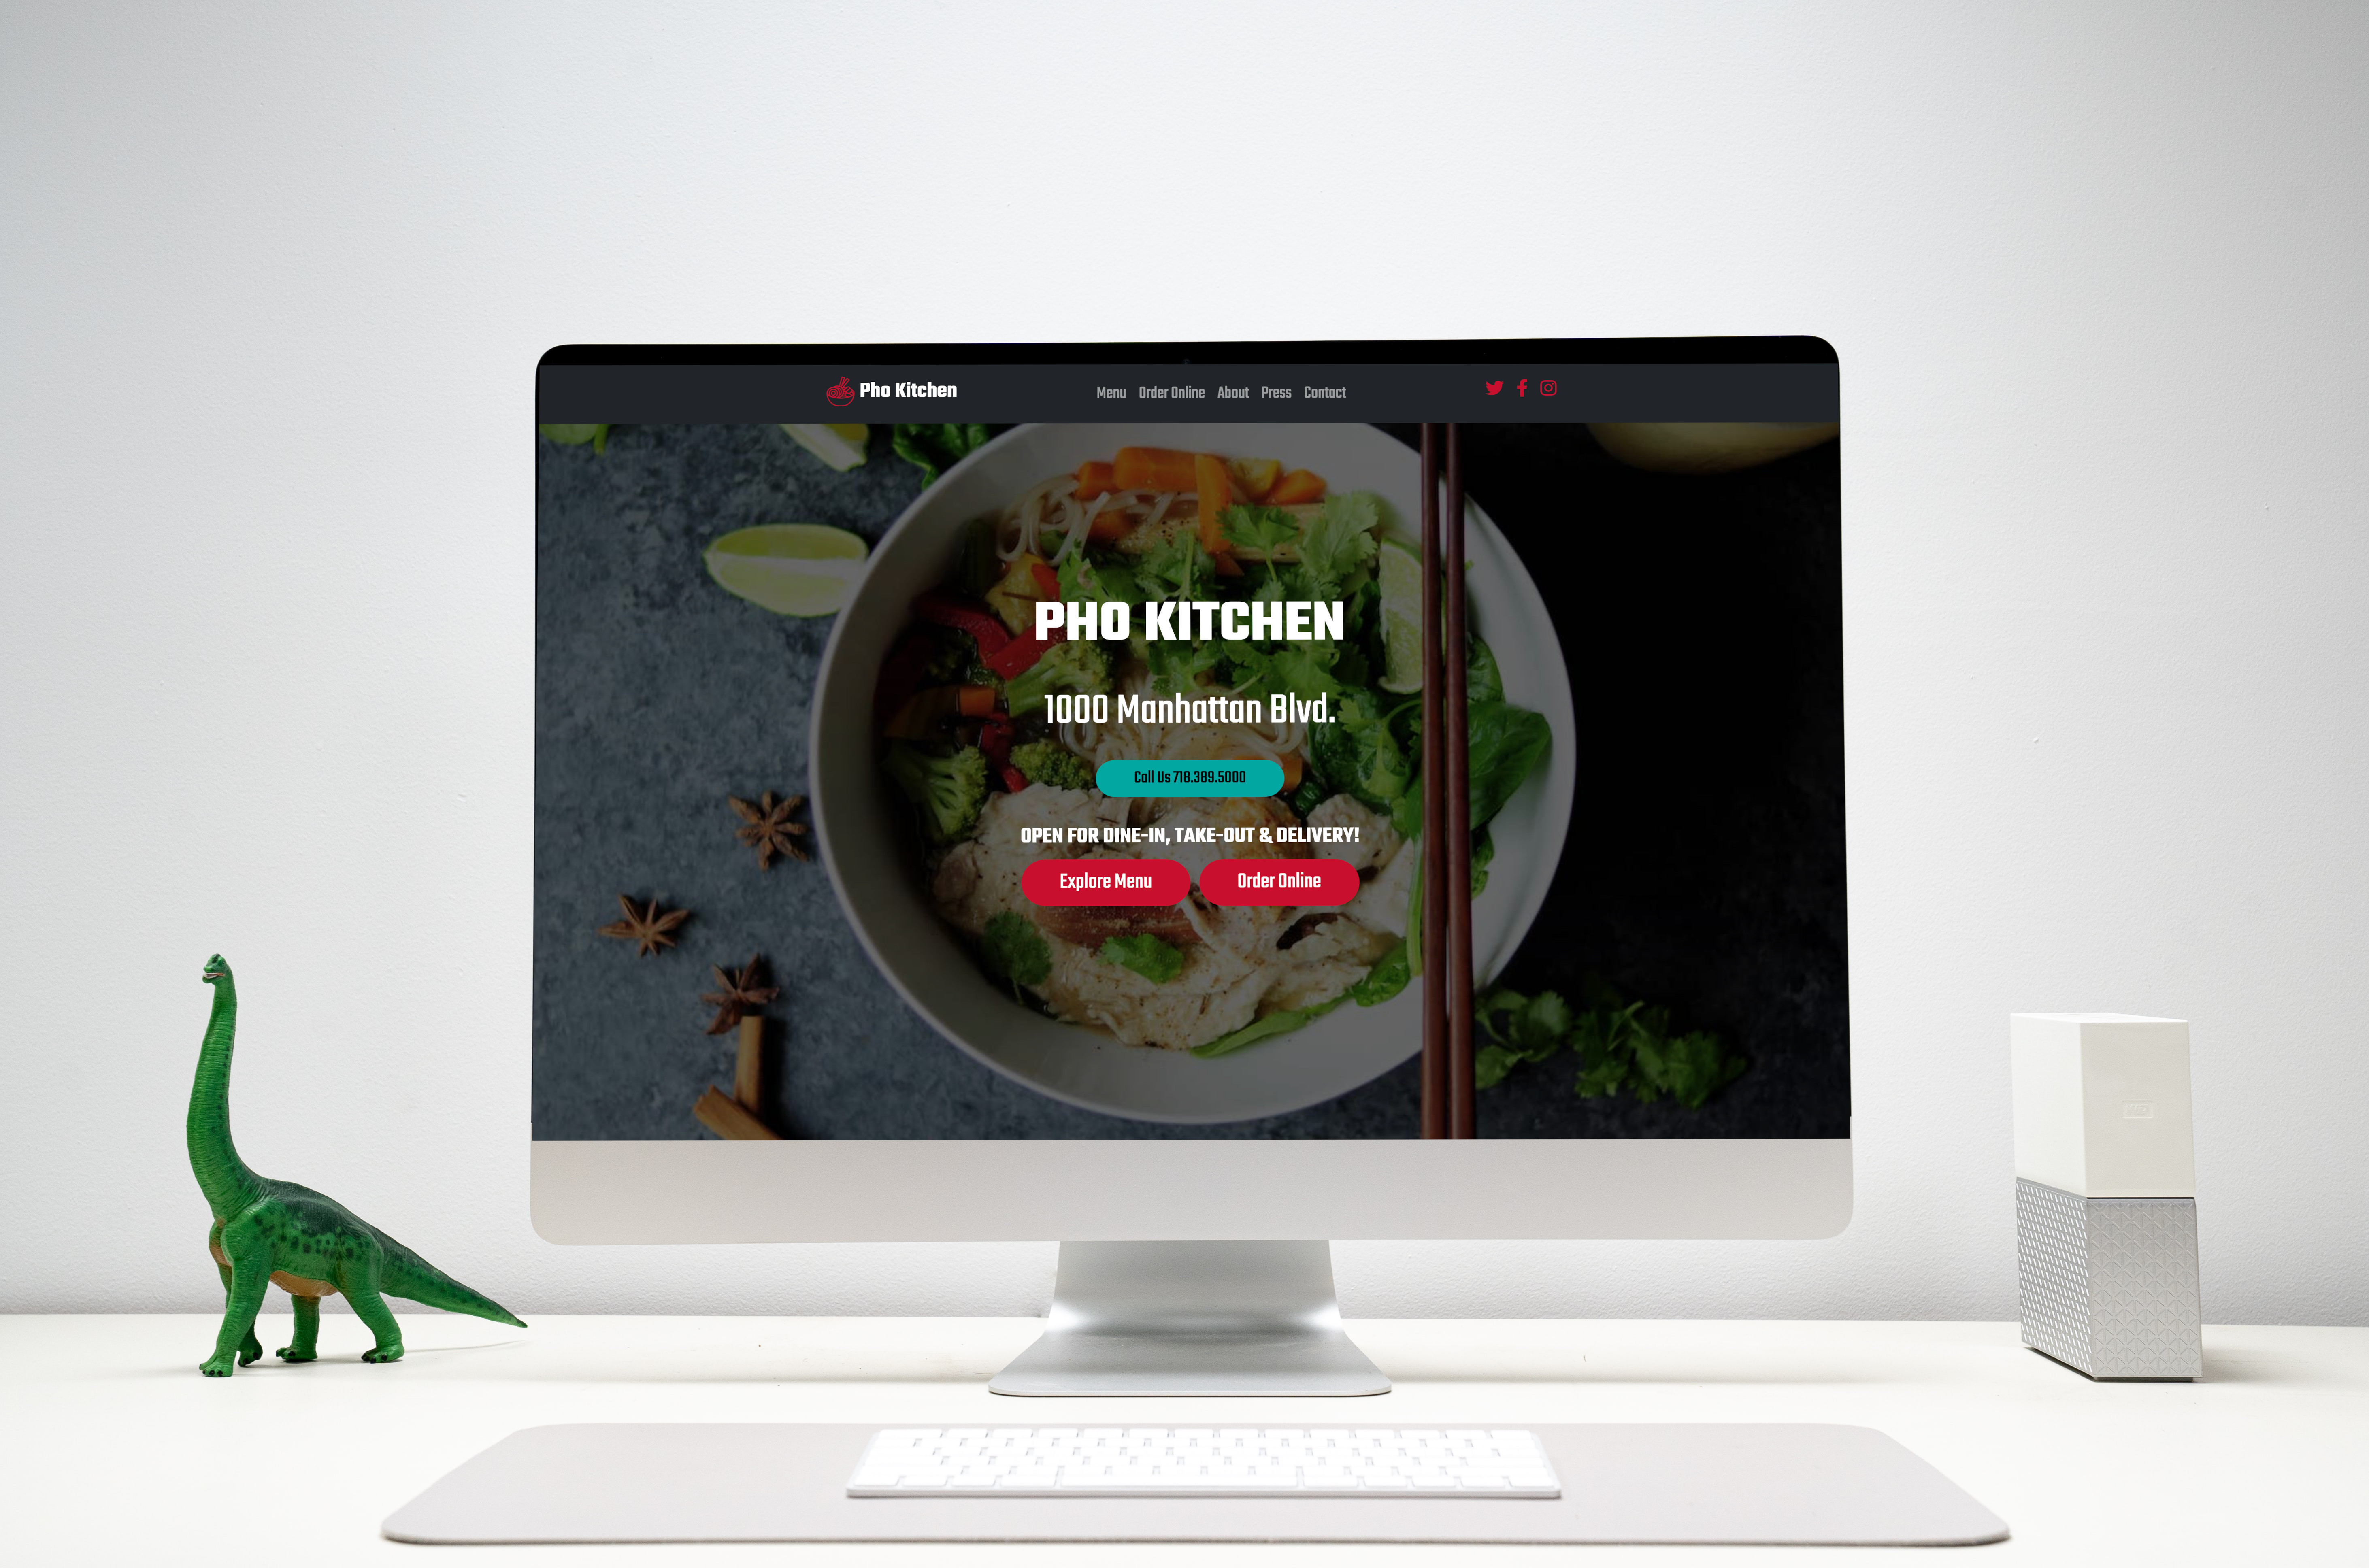 Pho Kitchen
Menu Order Online About Press Contact
PHO KITCHEN
1000 Manhattan Blvd.
Call Us 718.389.5000
OPEN FOR DINE-IN, TAKE-OUT & DELIVERY!
Explore Menu Order Online
WD